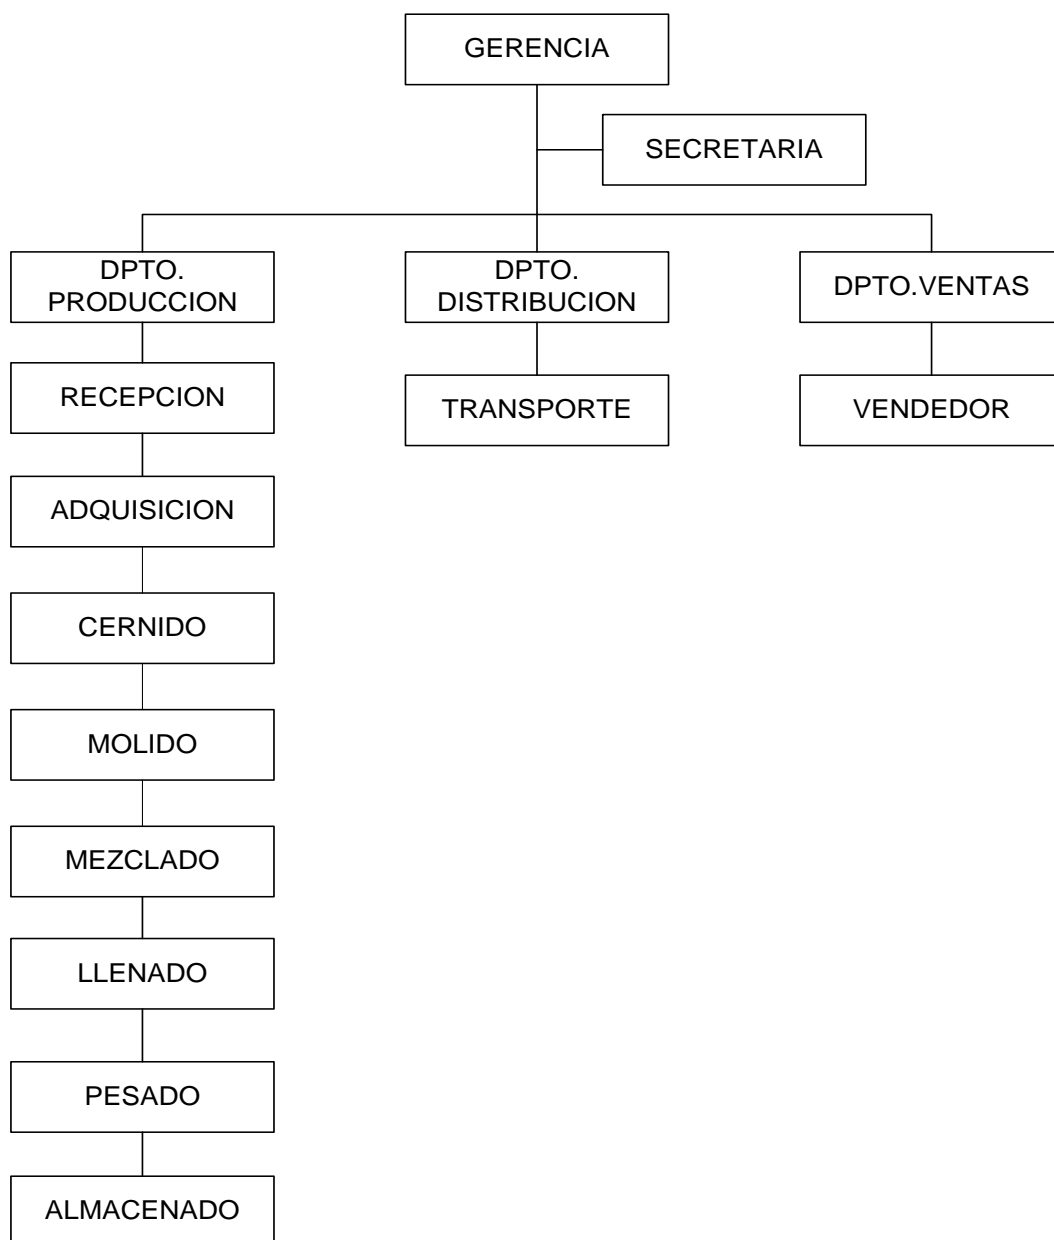 GERENCIA
SECRETARIA
DPTO.
PRODUCCION
DPTO.
DISTRIBUCION
DPTO.VENTAS
RECEPCION
TRANSPORTE
VENDEDOR
ADQUISICION
CERNIDO
MOLIDO
MEZCLADO
LLENADO
PESADO
ALMACENADO